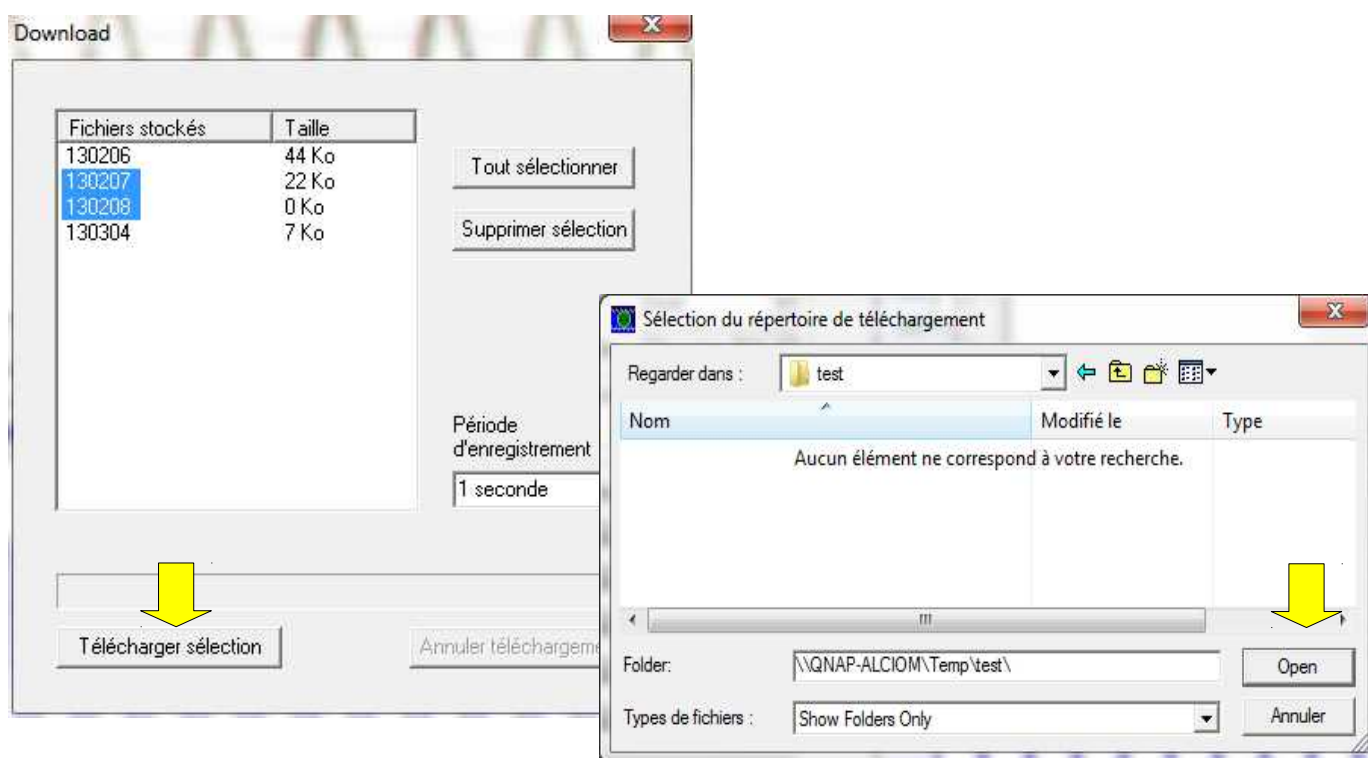 Download
Fichiers stockés Taille
130206 44 Ko
130207 22 Ko
130208 0 Ko
130304 7 Ko
Tout sélectionner
Supprimer sélection
Période
d'enregistrement
1 seconde
Télécharger sélection
Annuler téléchargeme
Sélection du répertoire de téléchargement
Regarder dans : test
Nom Modifié le Type
Aucun élément ne correspond à votre recherche.
Folder: \\QNAP-ALCIOM\Temp\test\ Open
Types de fichiers : Show Folders Only Annuler